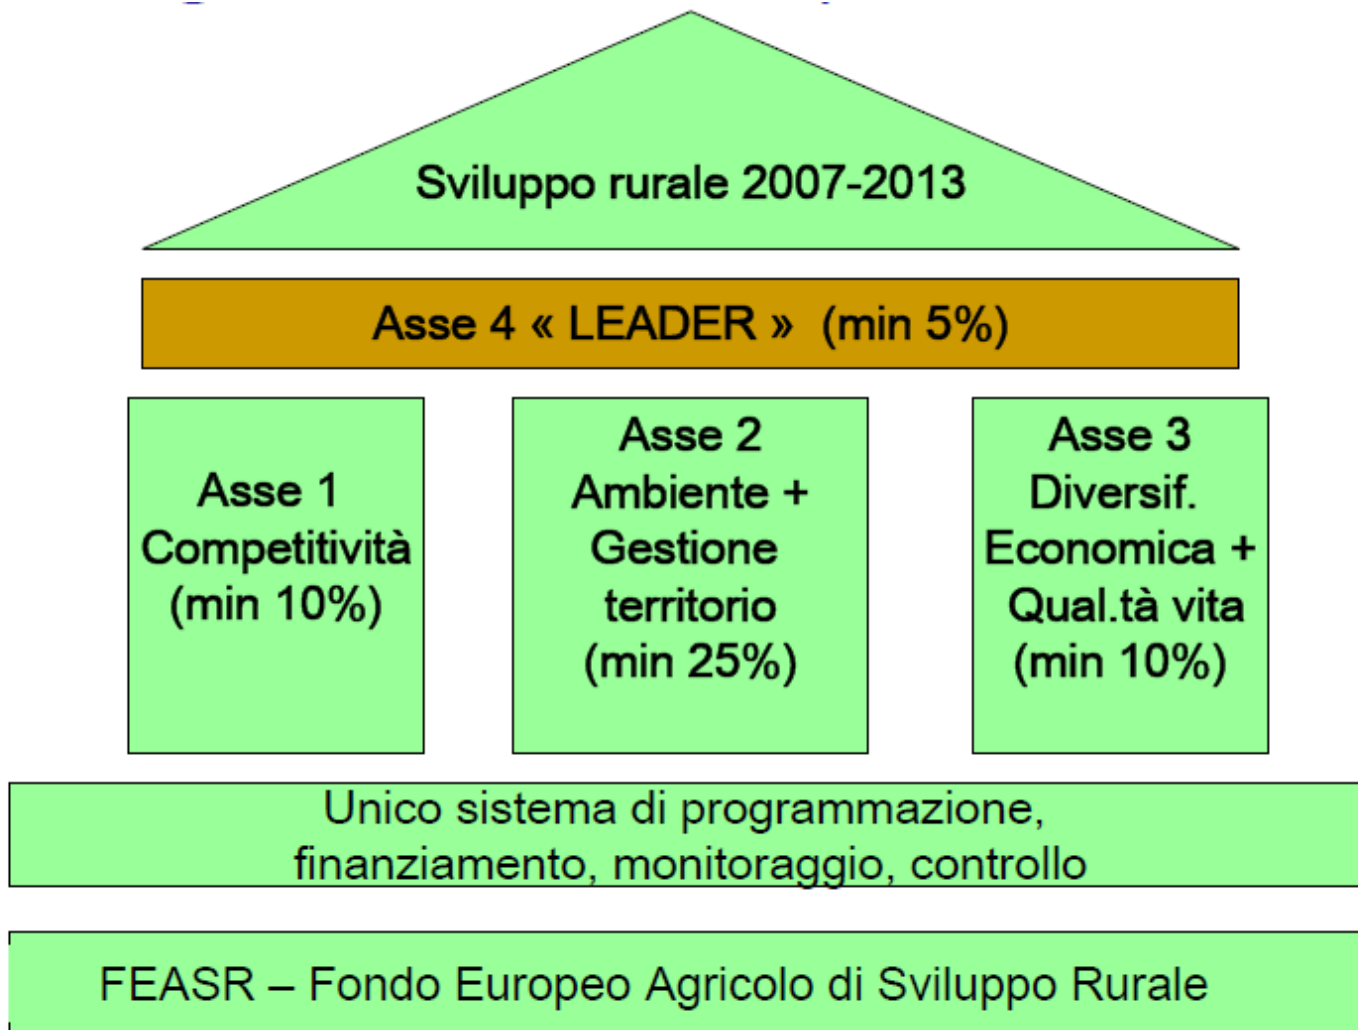 Sviluppo rurale 2007-2013
Asse 4 « LEADER » (min 5%)
Asse 1
Competitività
(min 10%)
Asse 2
Ambiente +
Gestione
territorio
(min 25%)
Asse 3
Diversif.
Economica +
Qual.tà vita
(min 10%)
Unico sistema di programmazione,
finanziamento, monitoraggio, controllo
FEASR – Fondo Europeo Agricolo di Sviluppo Rurale